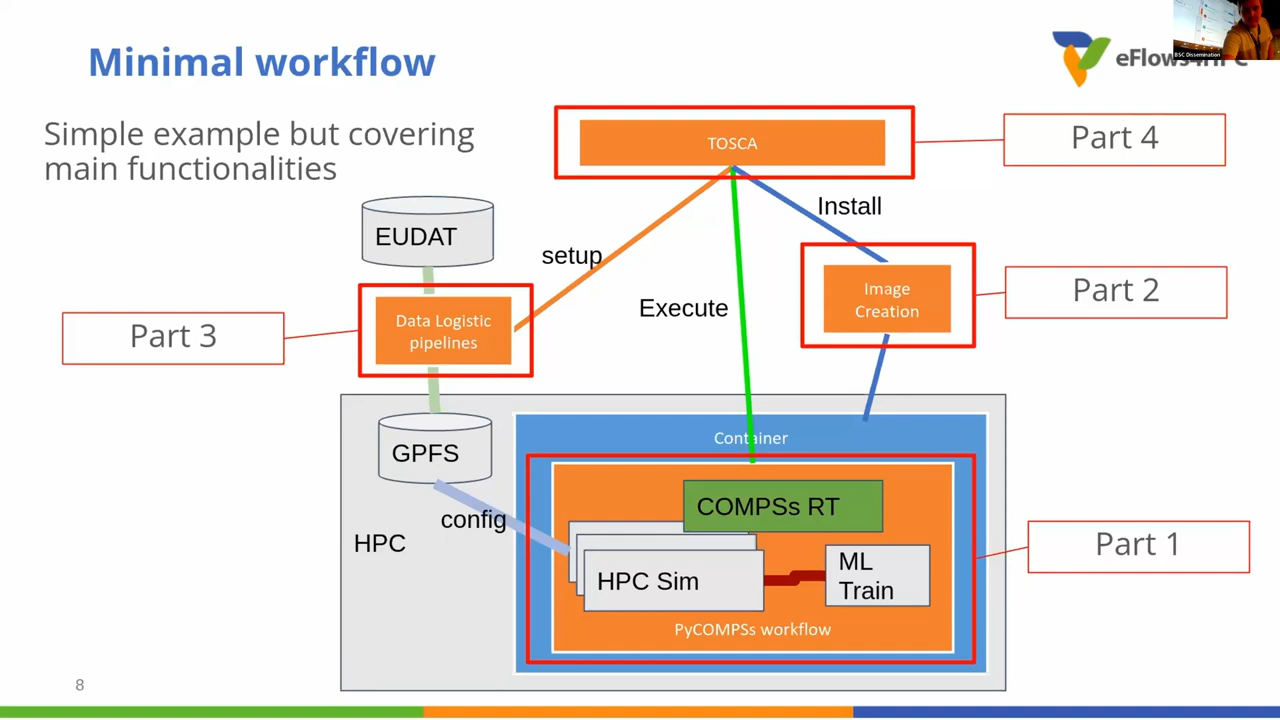 Minimal workflow
BSC Dissemination
Simple example but covering
main functionalities
TOSCA
Part 4
Install
EUDAT
setup
Image
Creation
Part 2
Execute
Data Logistic
pipelines
Part 3
Container
GPFS
COMPSs RT
config
HPC
HPC Sim
ML
Train
Part 1
PyCOMPSs workflow
8